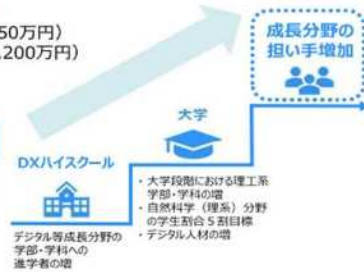 50万円)
,200万円)
成長分野の
担い手増加
大学
DXハイスクール
・大学段階における理工系
学部・学科の増
・自然科学(理系)分野
の学生割合5割目標
・デジタル人材の増
デジタル等成長分野の
学部・学科への
進学者の増